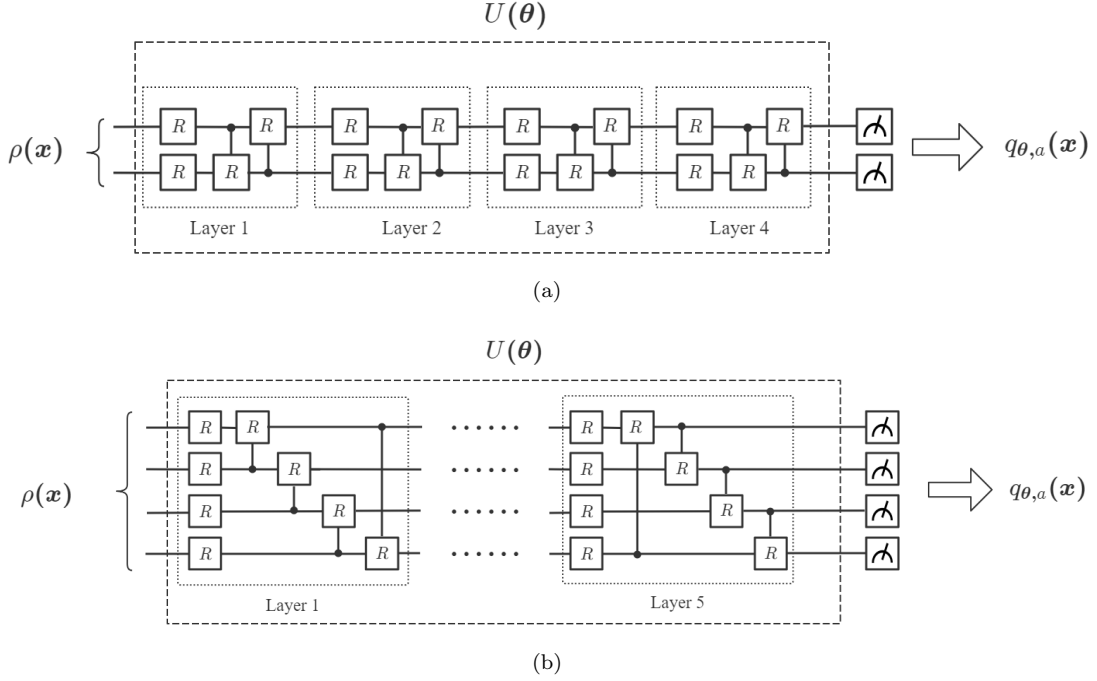 U(θ)
ρ(x)
R R R R R R R R
R R R R R R R R
Layer 1 Layer 2 Layer 3 Layer 4
q_{θ,a}(x)
(a)
U(θ)
ρ(x)
R R R R
R R R R
R R R R
R R R R
...... ......
Layer 1 Layer 5
q_{θ,a}(x)
(b)